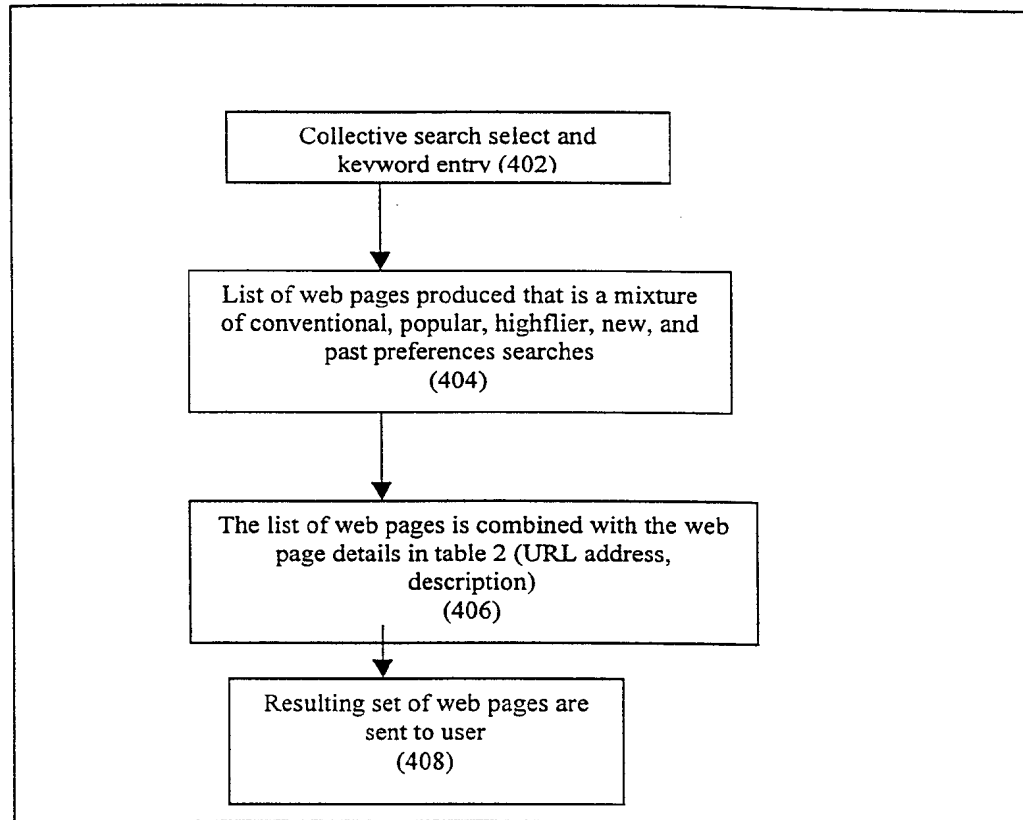 Collective search select and
keyword entry (402)
List of web pages produced that is a mixture
of conventional, popular, highflier, new, and
past preferences searches
(404)
The list of web pages is combined with the web
page details in table 2 (URL address,
description)
(406)
Resulting set of web pages are
sent to user
(408)